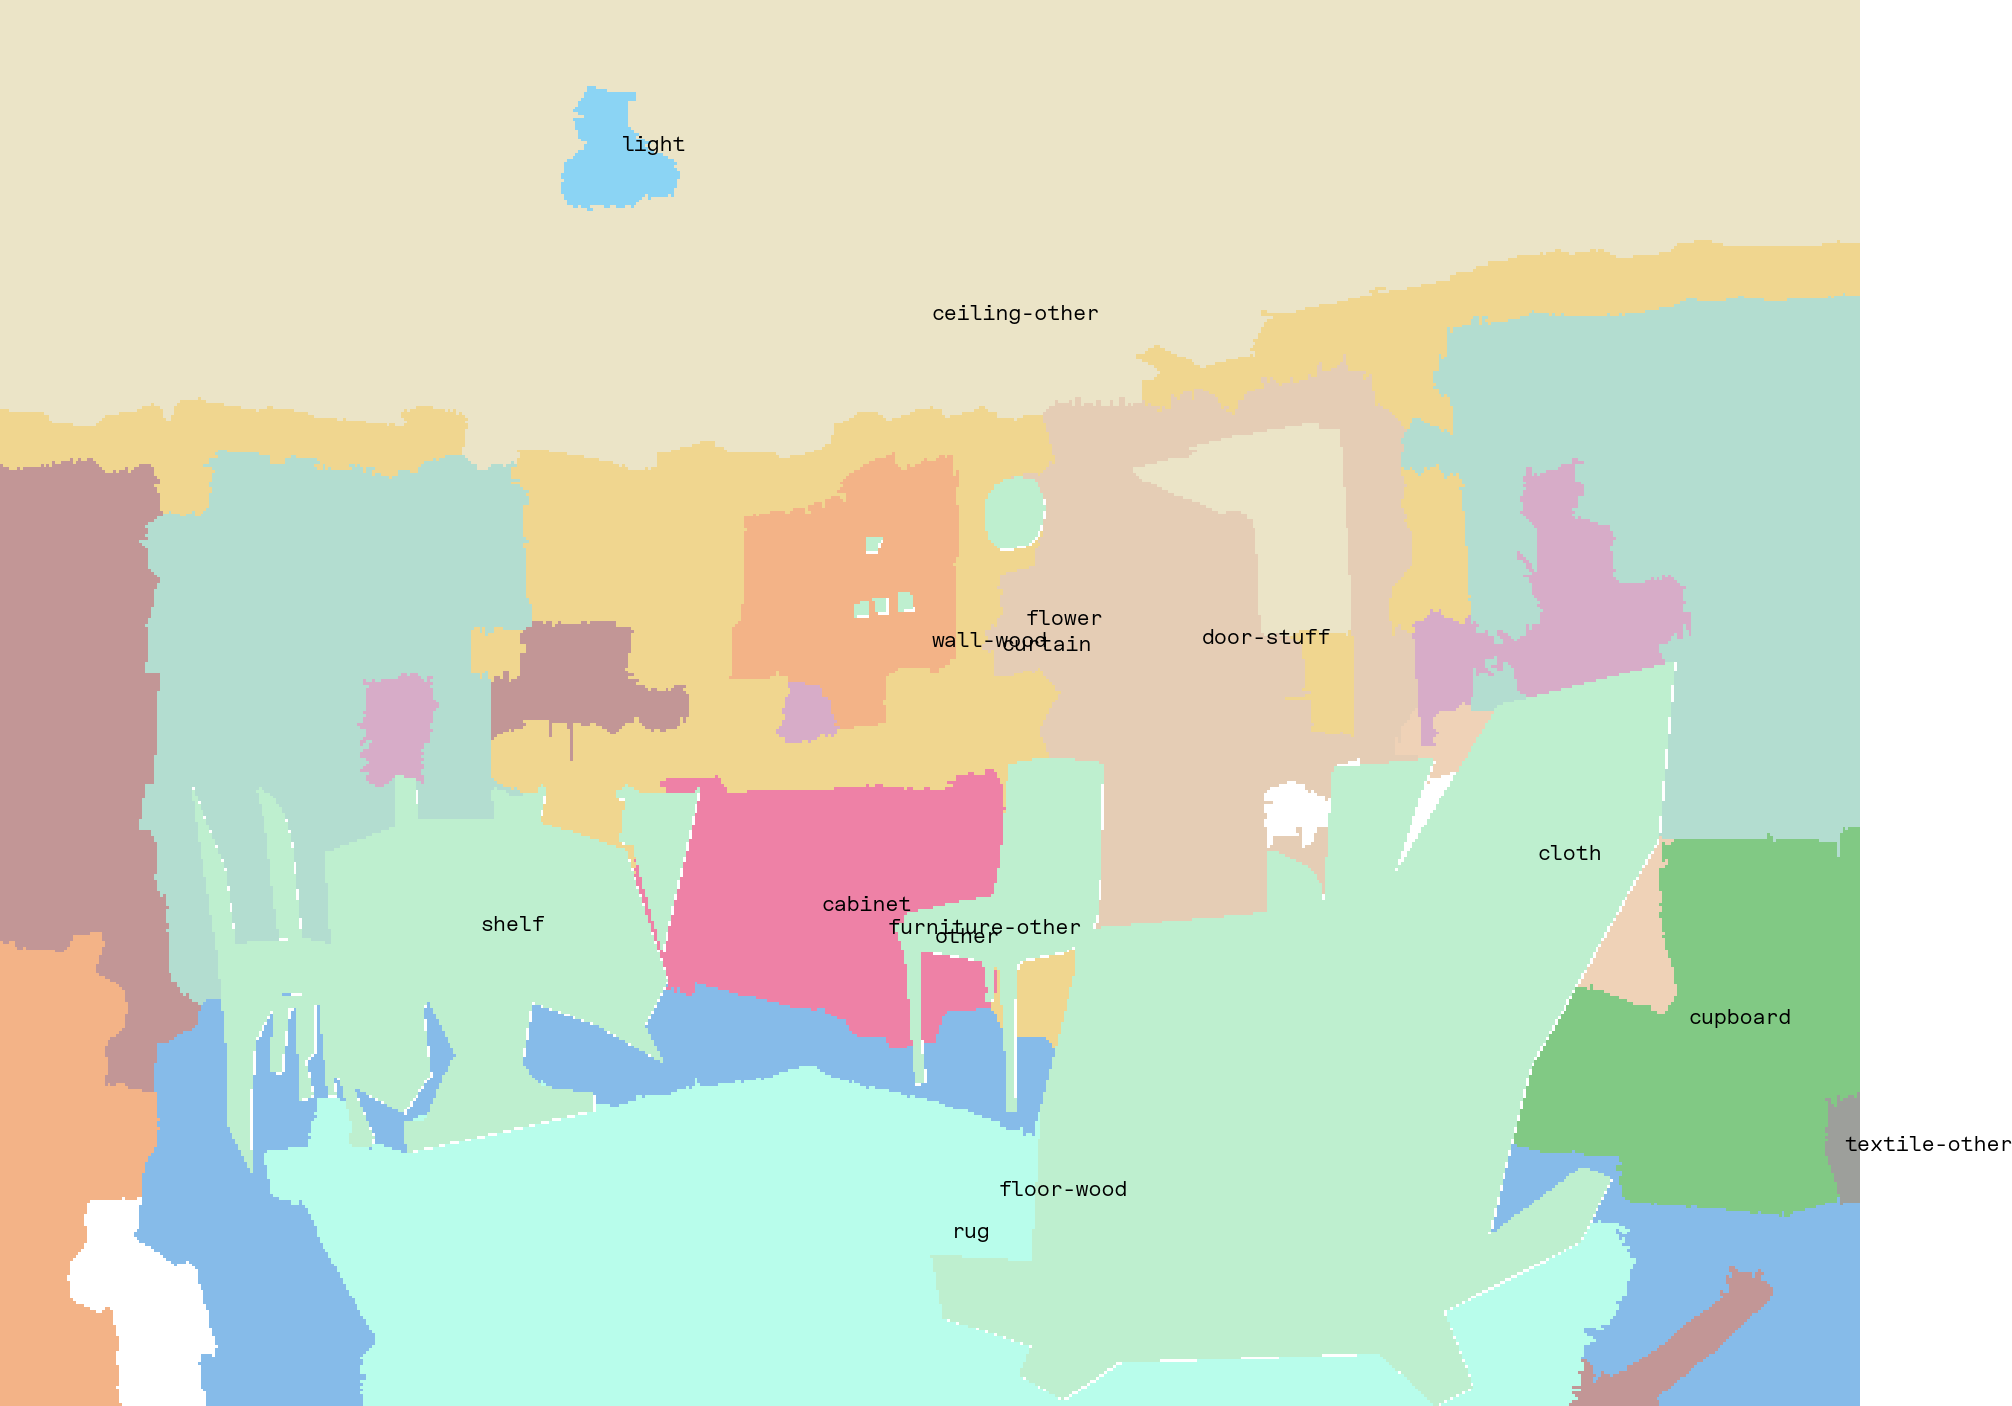 light
ceiling-other
flower
wall-wood
curtain
door-stuff
cloth
cabinet
shelf
furniture-other
other
cupboard
textile-other
floor-wood
rug